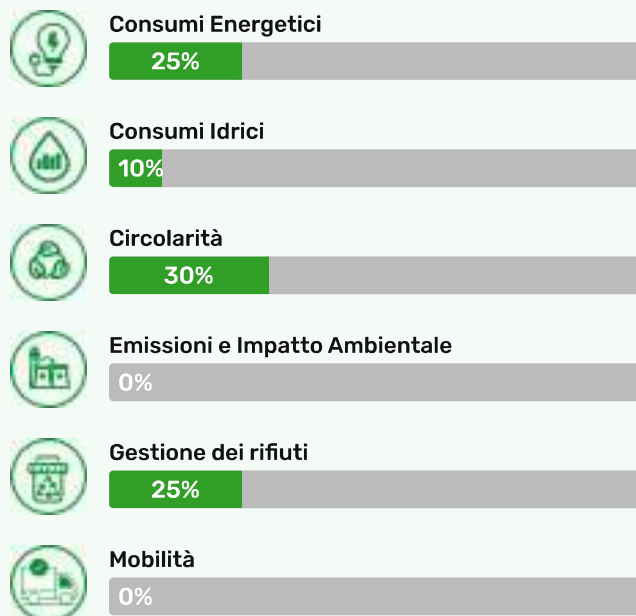 Consumi Energetici
25%
Consumi Idrici
10%
Circolarità
30%
Emissioni e Impatto Ambientale
0%
Gestione dei rifiuti
25%
Mobilità
0%